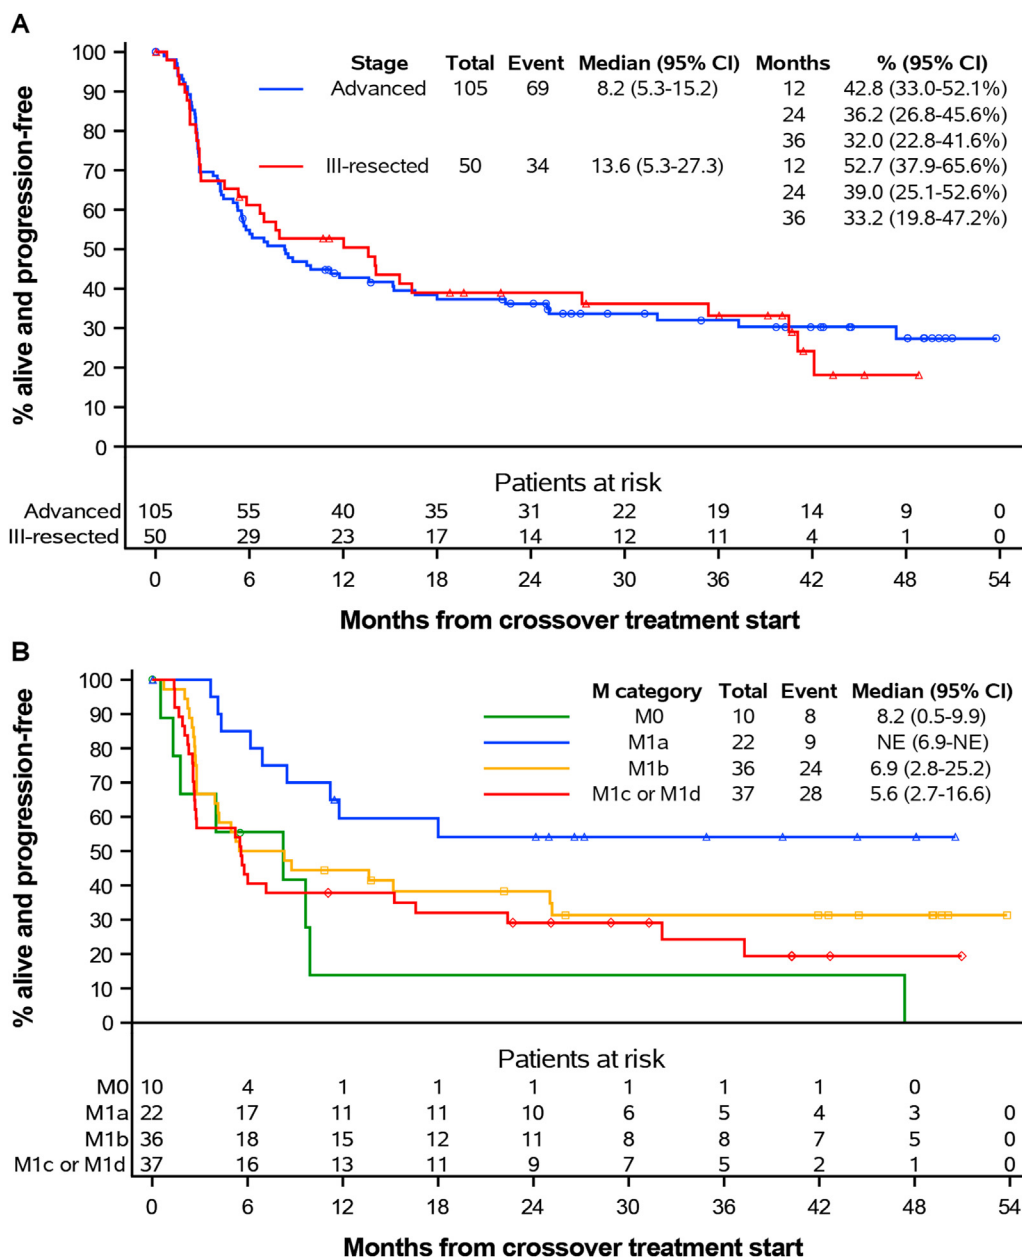 A
Stage Total Event Median (95% CI) Months % (95% CI)
Advanced 105 69 8.2 (5.3-15.2) 12 42.8 (33.0-52.1%)
24 36.2 (26.8-45.6%)
36 32.0 (22.8-41.6%)
III-resected 50 34 13.6 (5.3-27.3) 12 52.7 (37.9-65.6%)
24 39.0 (25.1-52.6%)
36 33.2 (19.8-47.2%)
% alive and progression-free
100
90
80
70
60
50
40
30
20
10
0
Patients at risk
Advanced 105 55 40 35 31 22 19 14 9 0
III-resected 50 29 23 17 14 12 11 4 1 0
0 6 12 18 24 30 36 42 48 54
Months from crossover treatment start
B
M category Total Event Median (95% CI)
M0 10 8 8.2 (0.5-9.9)
M1a 22 9 NE (6.9-NE)
M1b 36 24 6.9 (2.8-25.2)
M1c or M1d 37 28 5.6 (2.7-16.6)
% alive and progression-free
100
90
80
70
60
50
40
30
20
10
0
Patients at risk
M0 10 4 1 1 1 1 1 1 0
M1a 22 17 11 11 10 6 5 4 3 0
M1b 36 18 15 12 11 8 8 7 5 0
M1c or M1d 37 16 13 11 9 7 5 2 1 0
0 6 12 18 24 30 36 42 48 54
Months from crossover treatment start